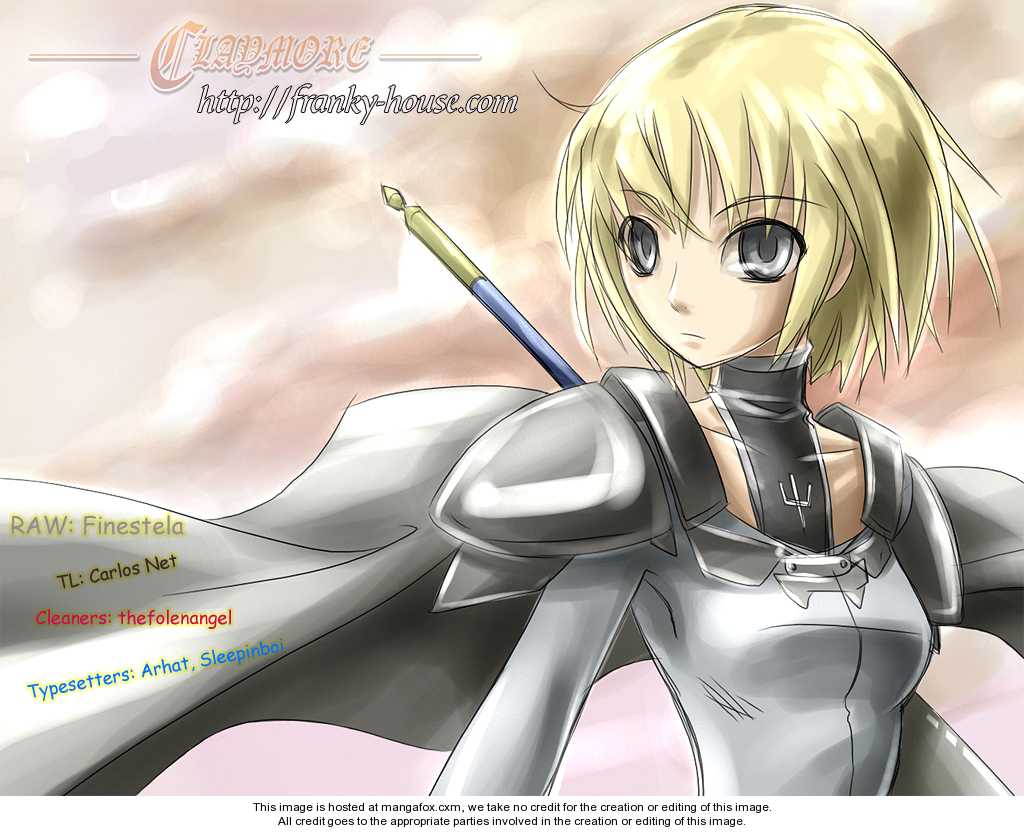 CLAYMORE
http://franky-house.com
RAW: Finestela
TL: Carlos Net
Cleaners: thefolenangel
Typesetters: Arhat, Sleepinboi
This image is hosted at mangafox.cxm, we take no credit for the creation or editing of this image.
All credit goes to the appropriate parties involved in the creation or editing of this image.